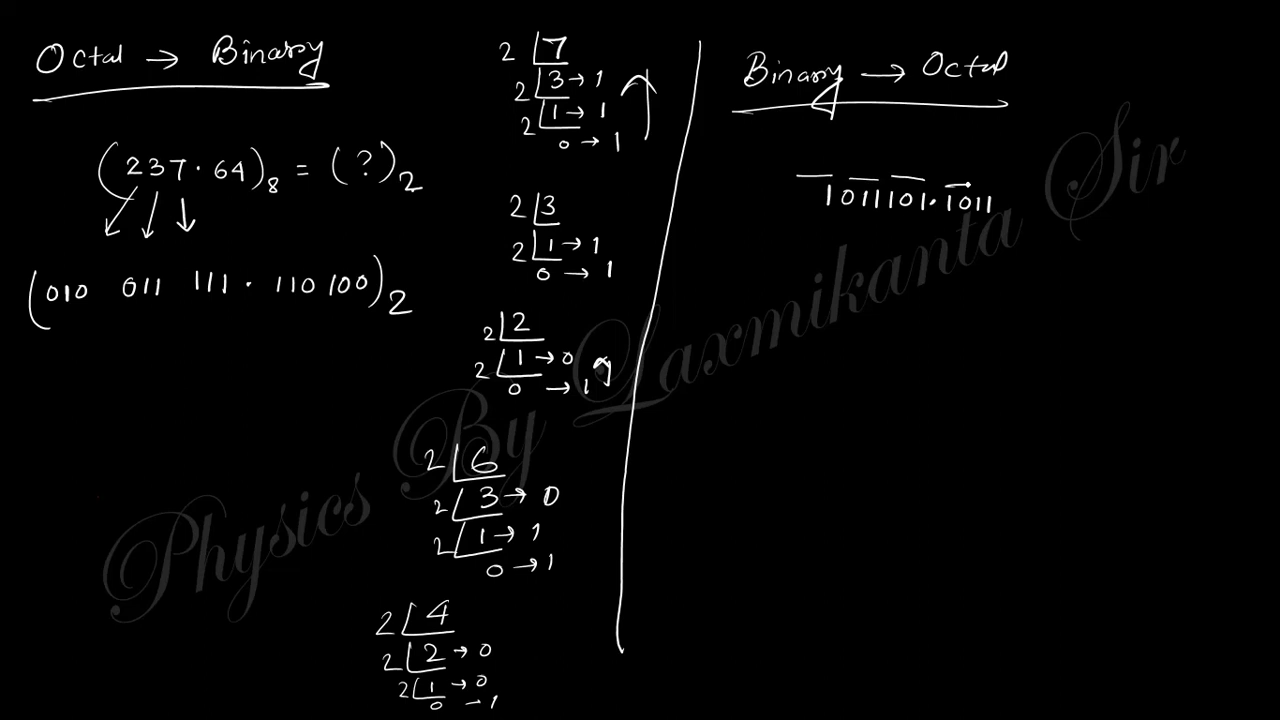 Octal → Binary
(237.64)₈ = (?)₂
(010 011 111 . 110 100)₂
2 7
2 3 → 1
2 1 → 1
0 → 1
2 3
2 1 → 1
0 → 1
2 2
2 1 → 0
0 → 1
2 6
2 3 → 0
2 1 → 1
0 → 1
2 4
2 2 → 0
2 1 → 0
0 → 1
Binary → Octal
1011101.1011
Physics By Laxmikanta Sir